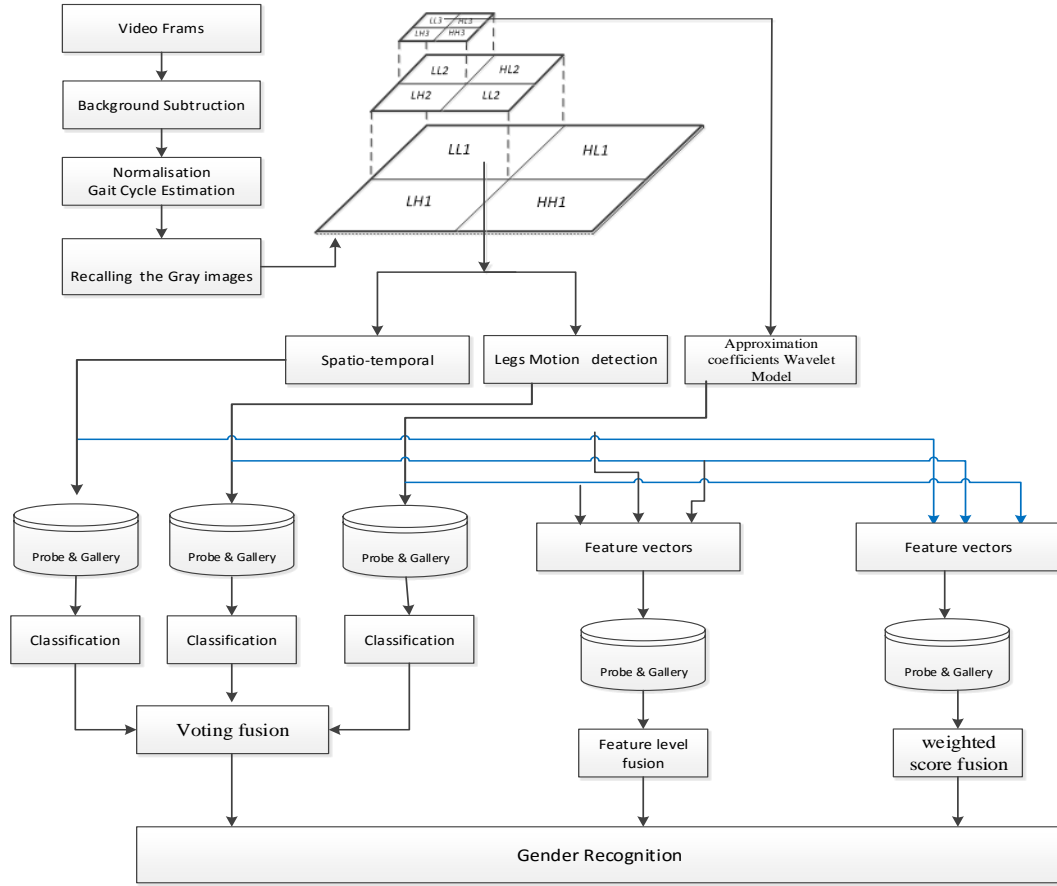 Video Frams
Background Subtruction
Normalisation
Gait Cycle Estimation
Recalling the Gray images
LL3 HL3
LH3 HH3
LL2 HL2
LH2 LL2
LL1 HL1
LH1 HH1
Spatio-temporal
Legs Motion detection
Approximation
coefficients Wavelet
Model
Probe & Gallery
Probe & Gallery
Probe & Gallery
Feature vectors
Feature vectors
Classification
Classification
Classification
Probe & Gallery
Probe & Gallery
Voting fusion
Feature level
fusion
weighted
score fusion
Gender Recognition